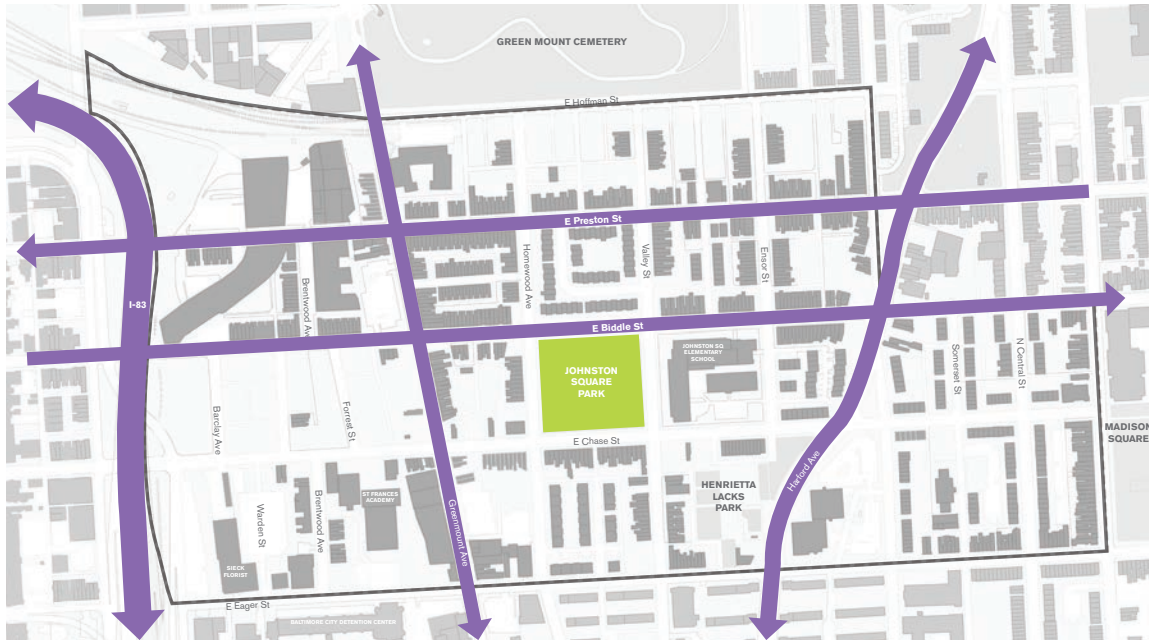 GREEN MOUNT CEMETERY
E Hoffman St
E Preston St
Homewood Ave
Valley St
Ensor St
I-83
Brentwood Ave
E Biddle St
JOHNSTON SQ
ELEMENTARY
SCHOOL
Somerset St
N Central St
JOHNSTON
SQUARE
PARK
Barclay Ave
Forrest St
E Chase St
MADISON
SQUARE
Harford Ave
HENRIETTA
LACKS
PARK
ST FRANCES
ACADEMY
Greenmount Ave
Warden St
Brentwood Ave
SIECK
FLORIST
E Eager St
BALTIMORE CITY DETENTION CENTER